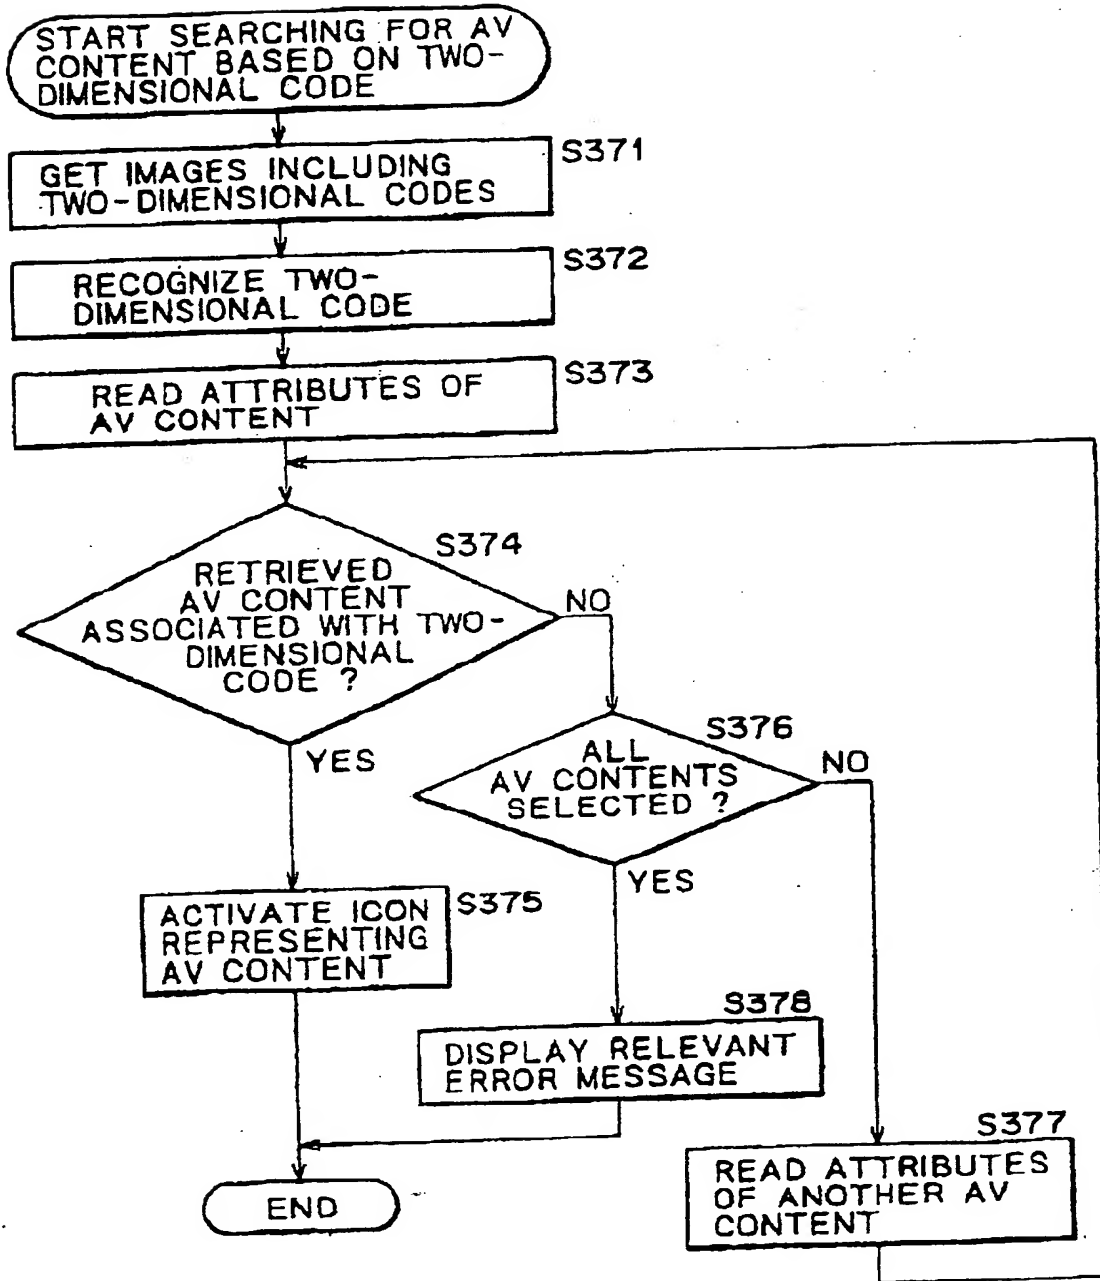 START SEARCHING FOR AV
CONTENT BASED ON TWO-
DIMENSIONAL CODE
S371
GET IMAGES INCLUDING
TWO-DIMENSIONAL CODES
S372
RECOGNIZE TWO-
DIMENSIONAL CODE
S373
READ ATTRIBUTES OF
AV CONTENT
S374
RETRIEVED
AV CONTENT
ASSOCIATED WITH TWO-
DIMENSIONAL
CODE ?
NO
YES
S376
ALL
AV CONTENTS
SELECTED ?
NO
YES
S375
ACTIVATE ICON
REPRESENTING
AV CONTENT
S378
DISPLAY RELEVANT
ERROR MESSAGE
S377
READ ATTRIBUTES
OF ANOTHER AV
CONTENT
END